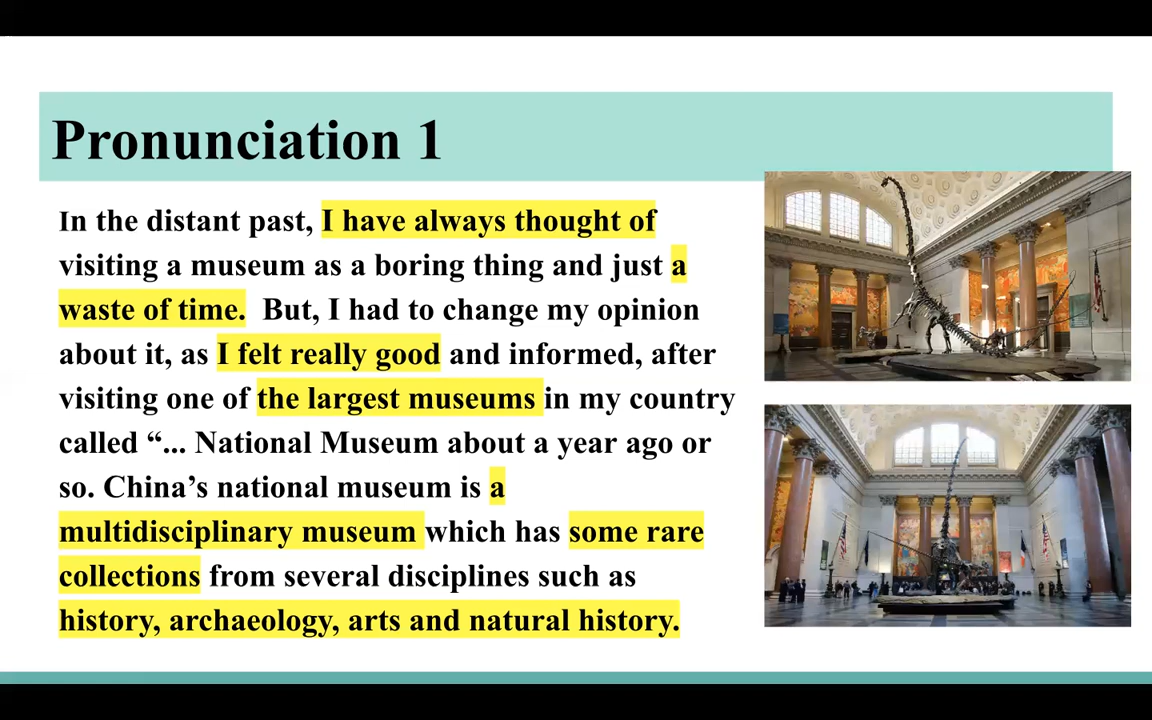 Pronunciation 1
In the distant past, I have always thought of
visiting a museum as a boring thing and just a
waste of time.  But, I had to change my opinion
about it, as I felt really good and informed, after
visiting one of the largest museums in my country
called “... National Museum about a year ago or
so. China’s national museum is a
multidisciplinary museum which has some rare
collections from several disciplines such as
history, archaeology, arts and natural history.